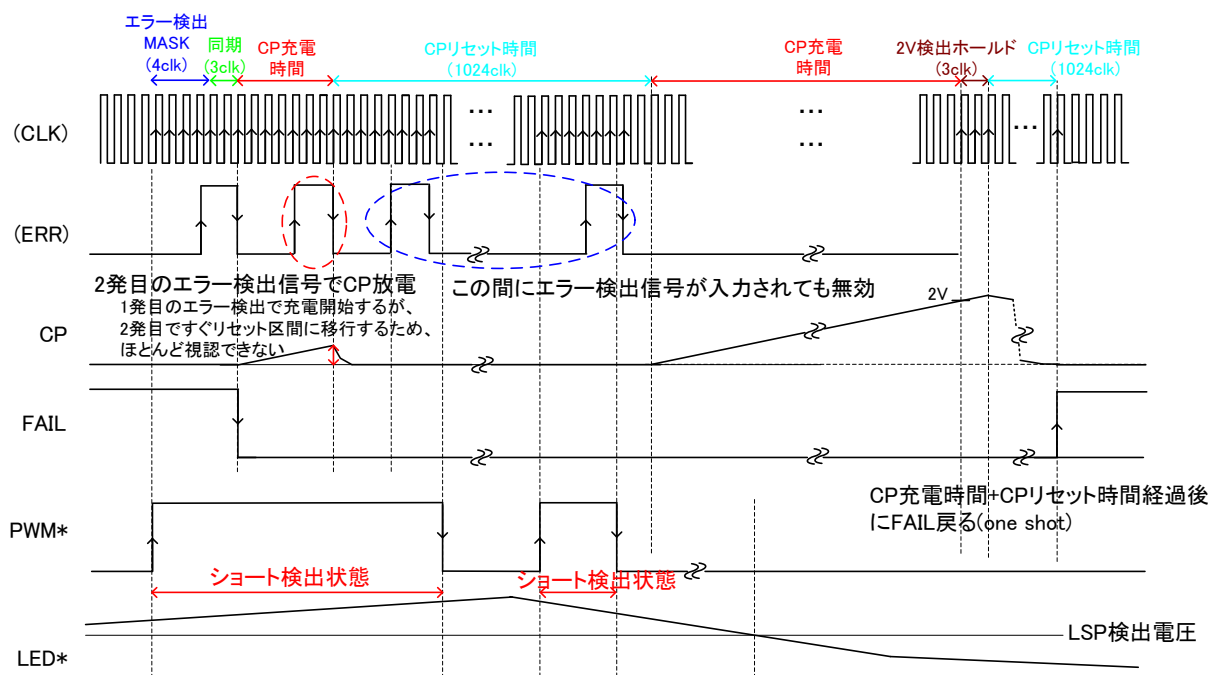 エラー検出
MASK
(4clk)
同期
(3clk)
CP充電
時間
CPリセット時間
(1024clk)
CP充電
時間
2V検出ホールド
(3clk)
CPリセット時間
(1024clk)
(CLK)
...
...
...
...
...
(ERR)
2発目のエラー検出信号でCP放電
1発目のエラー検出で充電開始するが、
2発目ですぐリセット区間に移行するため、
ほとんど視認できない
この間にエラー検出信号が入力されても無効
2V
CP
FAIL
CP充電時間+CPリセット時間経過後
にFAIL戻る(one shot)
PWM*
ショート検出状態
ショート検出状態
LSP検出電圧
LED*